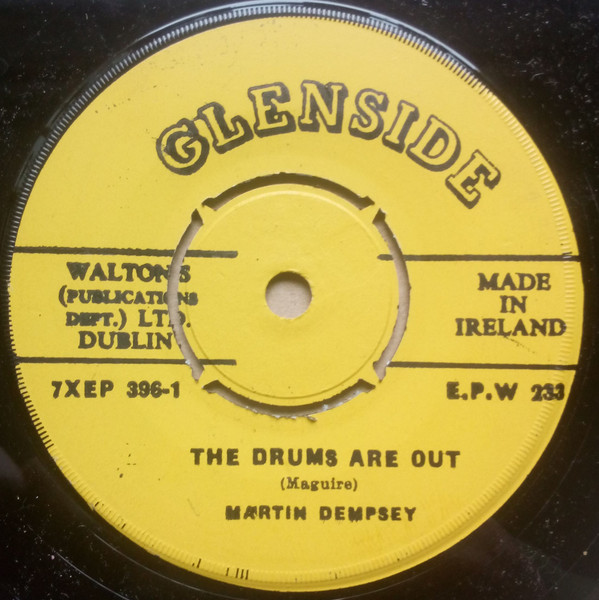 GLENSIDE
WALTON'S
(PUBLICATIONS
DEPT.) LTD.
DUBLIN
MADE
IN
IRELAND
7XEP 396-1
E.P.W 233
THE DRUMS ARE OUT
(Maguire)
MARTIN DEMPSEY